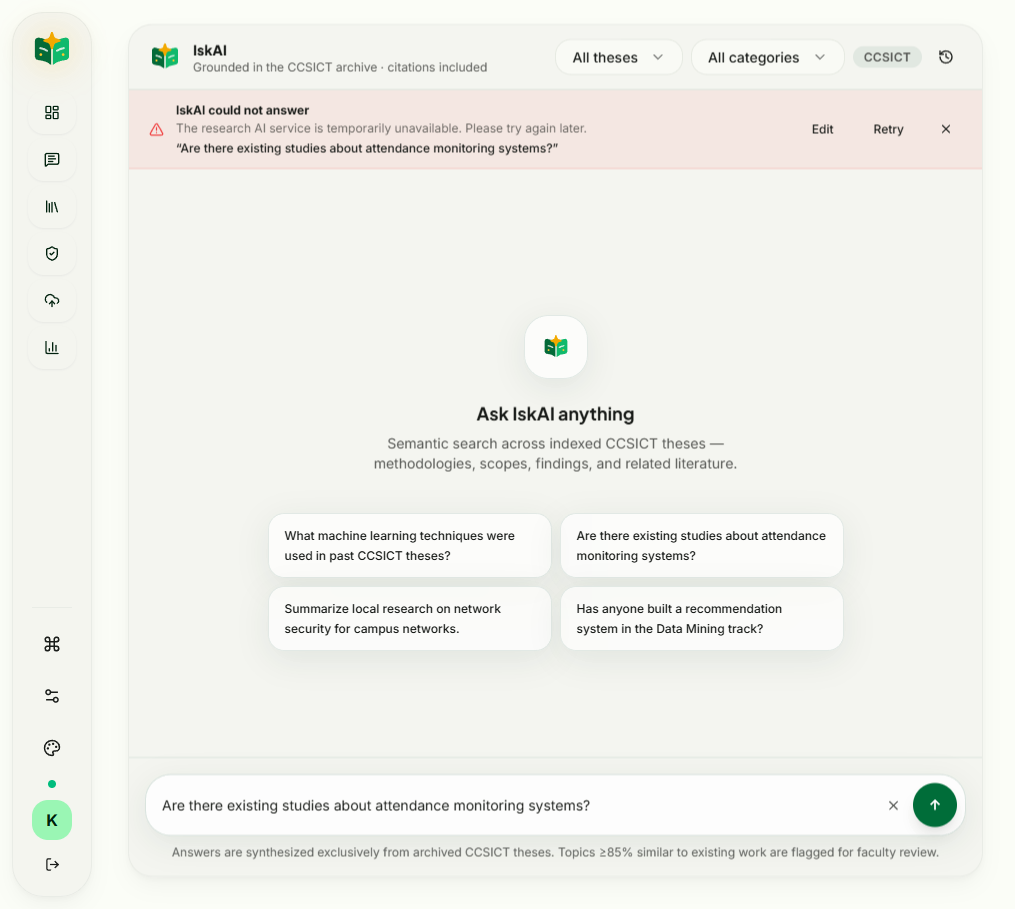 IskAI
Grounded in the CCSICT archive · citations included
All theses
All categories
CCSICT
IskAI could not answer
The research AI service is temporarily unavailable. Please try again later.
“Are there existing studies about attendance monitoring systems?”
Edit
Retry
Ask IskAI anything
Semantic search across indexed CCSICT theses —
methodologies, scopes, findings, and related literature.
What machine learning techniques were
used in past CCSICT theses?
Are there existing studies about attendance
monitoring systems?
Summarize local research on network
security for campus networks.
Has anyone built a recommendation
system in the Data Mining track?
K
Are there existing studies about attendance monitoring systems?
Answers are synthesized exclusively from archived CCSICT theses. Topics ≥85% similar to existing work are flagged for faculty review.